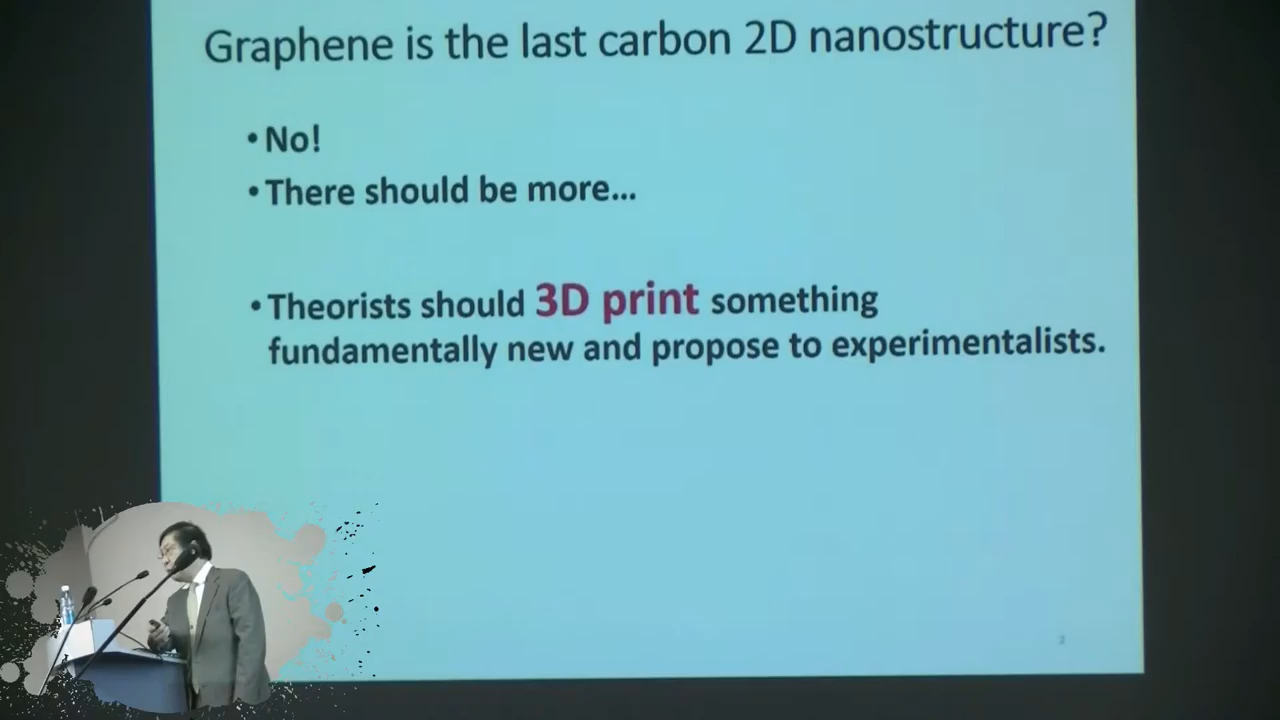 Graphene is the last carbon 2D nanostructure?
• No!
• There should be more...
• Theorists should 3D print something
fundamentally new and propose to experimentalists.
2